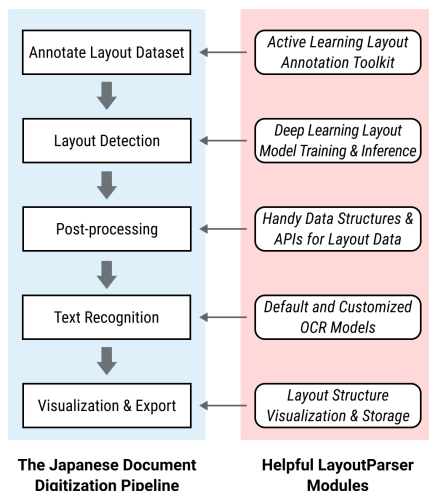 Annotate Layout Dataset
Active Learning Layout
Annotation Toolkit
Layout Detection
Deep Learning Layout
Model Training & Inference
Post-processing
Handy Data Structures &
APIs for Layout Data
Text Recognition
Default and Customized
OCR Models
Visualization & Export
Layout Structure
Visualization & Storage
The Japanese Document
Digitization Pipeline
Helpful LayoutParser
Modules